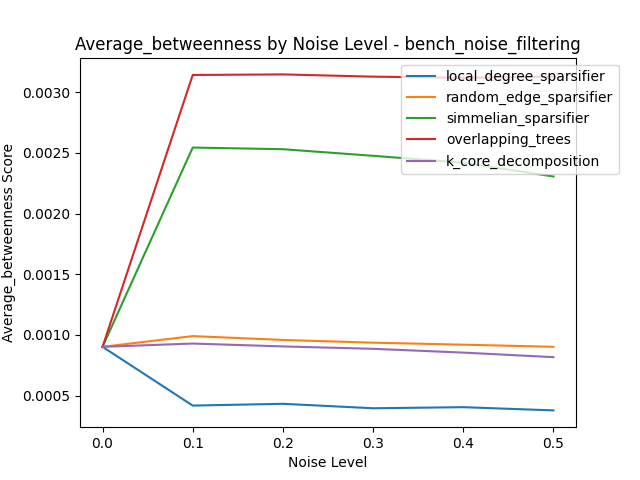 Average_betweenness by Noise Level - bench_noise_filtering
local_degree_sparsifier
random_edge_sparsifier
simmelian_sparsifier
overlapping_trees
k_core_decomposition
Average_betweenness Score
0.0030
0.0025
0.0020
0.0015
0.0010
0.0005
0.0 0.1 0.2 0.3 0.4 0.5
Noise Level